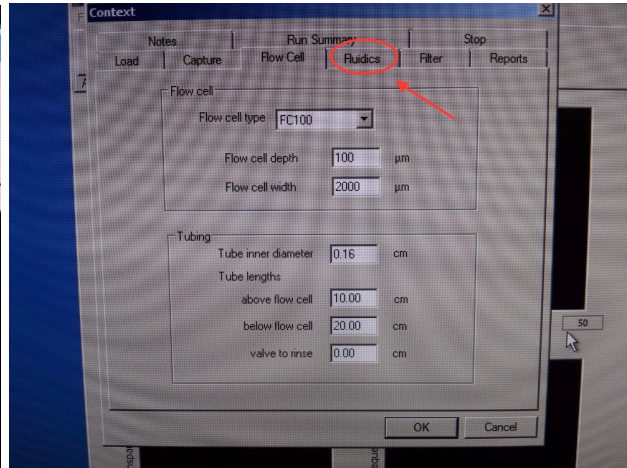 Context
Notes Run Summary Stop
Load Capture Flow Cell Fluidics Filter Reports
Flow cell
Flow cell type FC100
Flow cell depth 100 µm
Flow cell width 2000 µm
Tubing
Tube inner diameter 0.16 cm
Tube lengths
above flow cell 10.00 cm
below flow cell 20.00 cm
valve to rinse 0.00 cm
50
OK Cancel